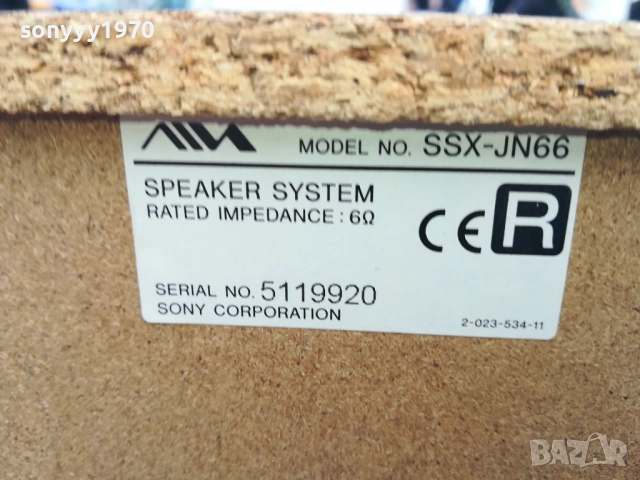 sonyyy1970
AIWA
MODEL NO. SSX-JN66
SPEAKER SYSTEM
RATED IMPEDANCE : 6Ω
CE R
SERIAL NO. 5119920
SONY CORPORATION
2-023-534-11
BAZAR